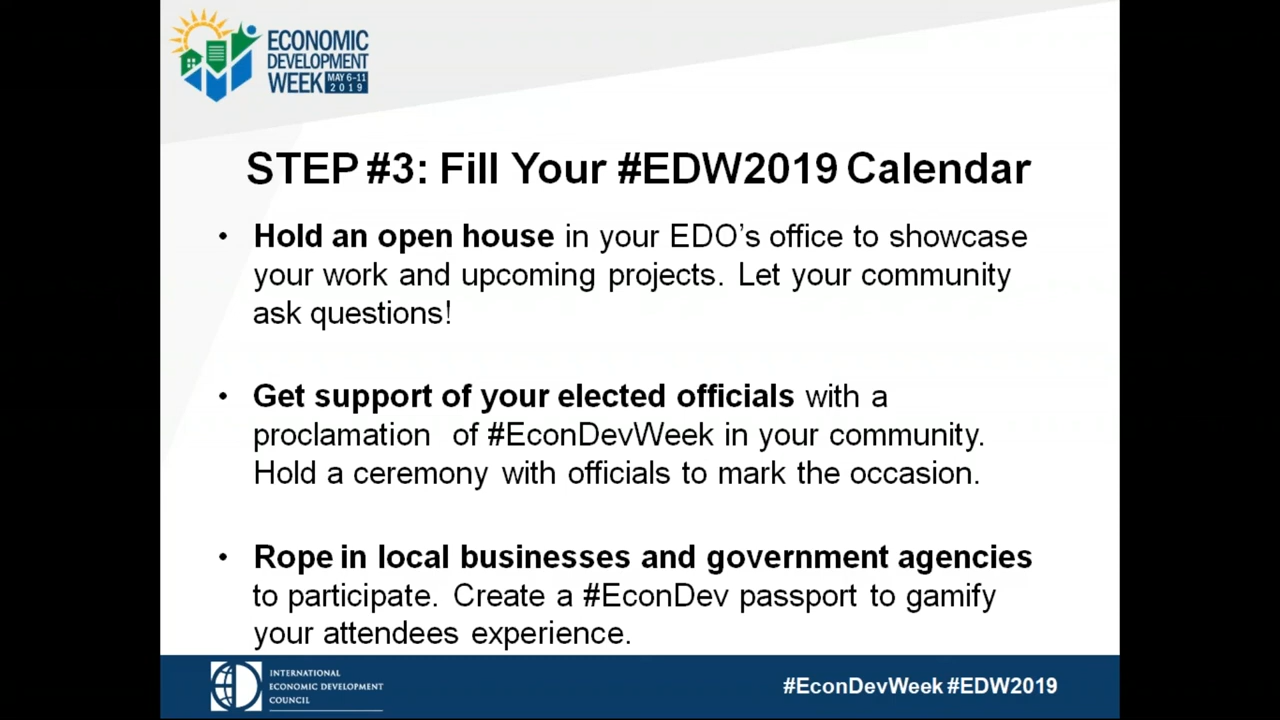 ECONOMIC
DEVELOPMENT
WEEK MAY 6-11
2019
STEP #3: Fill Your #EDW2019 Calendar
• Hold an open house in your EDO’s office to showcase
your work and upcoming projects. Let your community
ask questions!
• Get support of your elected officials with a
proclamation of #EconDevWeek in your community.
Hold a ceremony with officials to mark the occasion.
• Rope in local businesses and government agencies
to participate. Create a #EconDev passport to gamify
your attendees experience.
INTERNATIONAL
ECONOMIC DEVELOPMENT
COUNCIL
#EconDevWeek #EDW2019